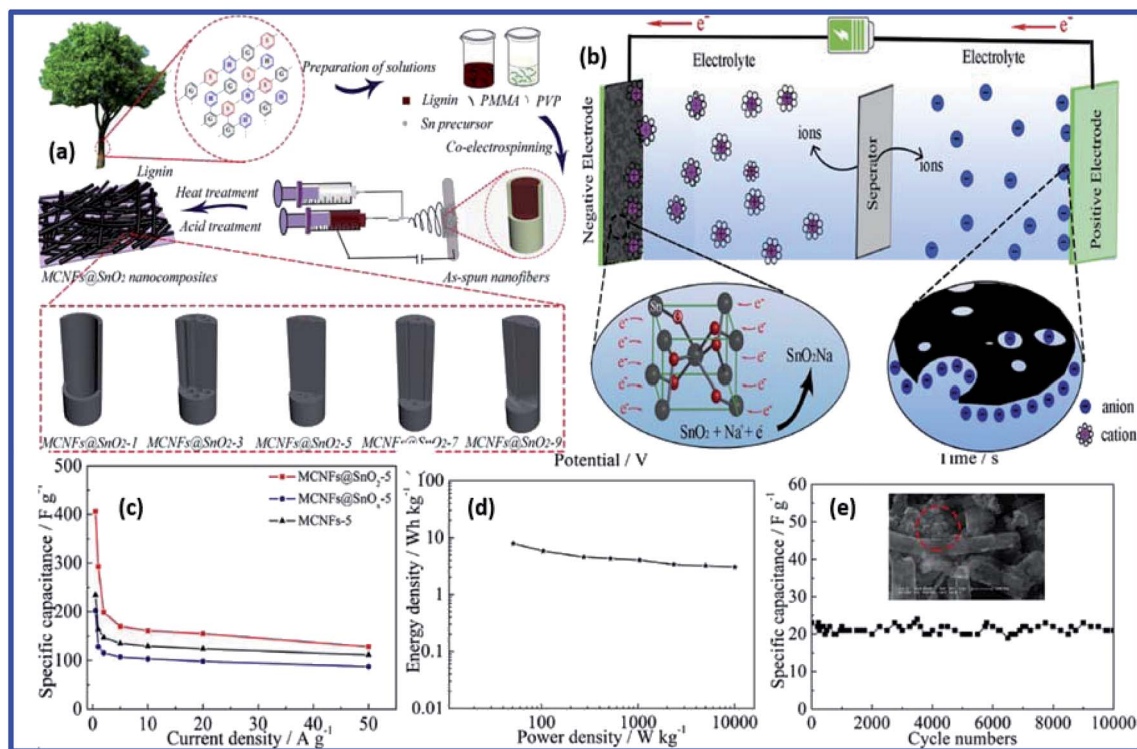 (a)
Preparation of solutions
Lignin \ PMMA \ PVP
Sn precursor
Co-electrospinning
Lignin
Heat treatment
Acid treatment
MCNFs@SnO2 nanocomposites
As-spun nanofibers
MCNFs@SnO2-1
MCNFs@SnO2-3
MCNFs@SnO2-5
MCNFs@SnO2-7
MCNFs@SnO2-9
(b)
e⁻
e⁻
Electrolyte
Electrolyte
Negative Electrode
ions
Seperator
ions
Positive Electrode
Sn
O
e⁻
e⁻
e⁻
e⁻
e⁻
e⁻
e⁻
e⁻
SnO2Na
SnO2 + Na⁺+ e⁻
anion
cation
Potential / V
Time / s
(c)
Specific capacitance / F g⁻¹
500
400
300
200
100
0
MCNFs@SnO2-5
MCNFs-5
0 10 20 30 40 50
Current density / A g⁻¹
(d)
Energy density / Wh kg⁻¹
100
10
1
0.1
0.01
100 1000 10000
Power density / W kg⁻¹
(e)
Specific capacitance / F g⁻¹
60
50
40
30
20
10
0
0 2000 4000 6000 8000 10000
Cycle numbers